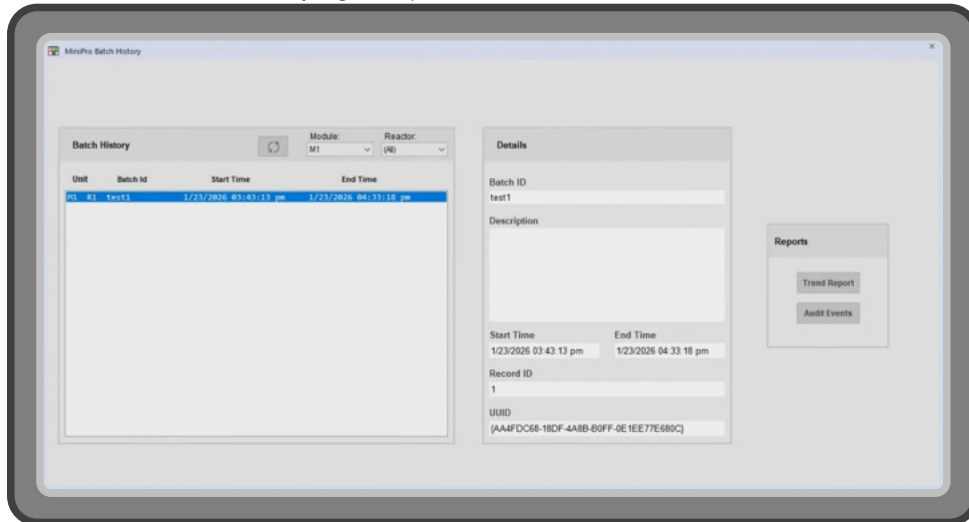 MiniPro Batch History
Batch History
Module:
Reactor:
M1
(All)
Unit Batch Id Start Time End Time
M1 R1 test1 1/23/2026 03:43:13 pm 1/23/2026 04:33:18 pm
Details
Batch ID
test1
Description
Start Time End Time
1/23/2026 03:43:13 pm 1/23/2026 04:33:18 pm
Record ID
1
UUID
{AA4FDC68-18DF-4A8B-B0FF-0E1EE77E680C}
Reports
Trend Report
Audit Events